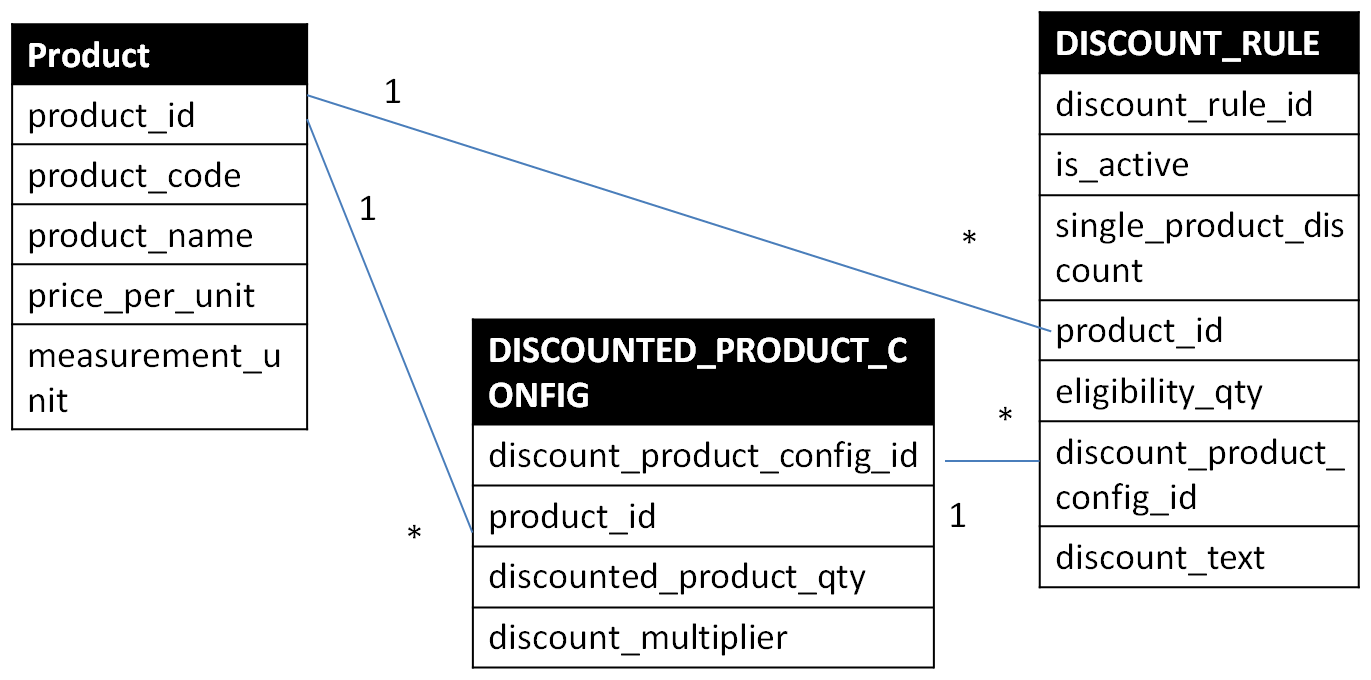 Product
product_id
product_code
product_name
price_per_unit
measurement_u
nit
1
1
*
*
DISCOUNTED_PRODUCT_C
ONFIG
discount_product_config_id
product_id
discounted_product_qty
discount_multiplier
*
1
DISCOUNT_RULE
discount_rule_id
is_active
single_product_dis
count
product_id
eligibility_qty
discount_product_
config_id
discount_text